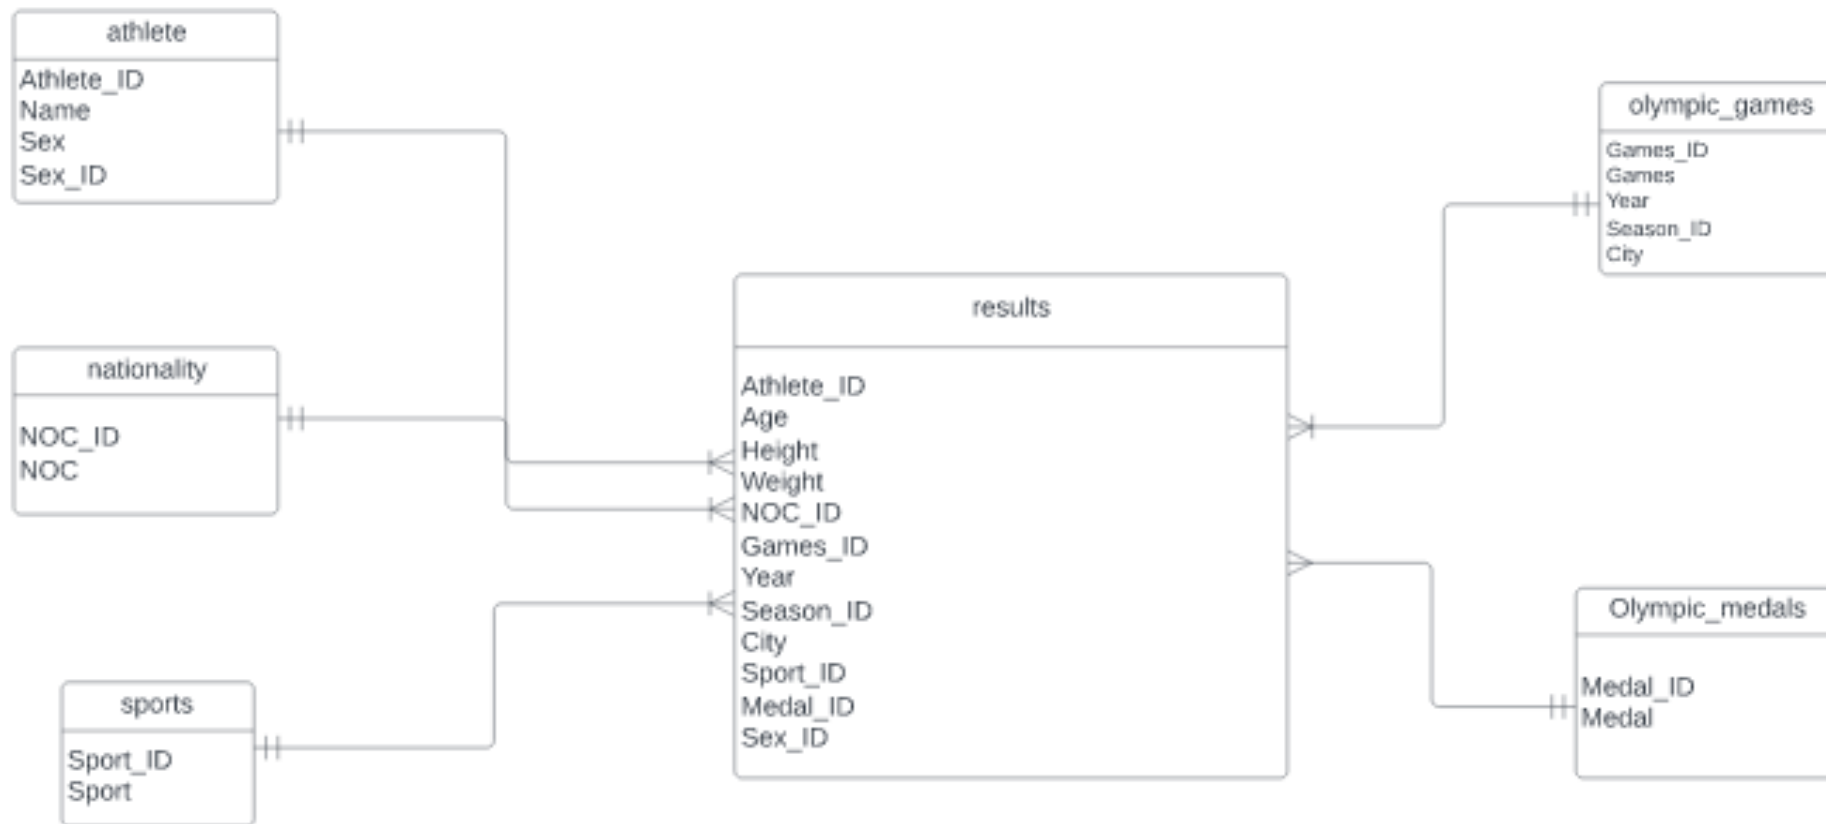 athlete
Athlete_ID
Name
Sex
Sex_ID
nationality
NOC_ID
NOC
sports
Sport_ID
Sport
results
Athlete_ID
Age
Height
Weight
NOC_ID
Games_ID
Year
Season_ID
City
Sport_ID
Medal_ID
Sex_ID
olympic_games
Games_ID
Games
Year
Season_ID
City
Olympic_medals
Medal_ID
Medal